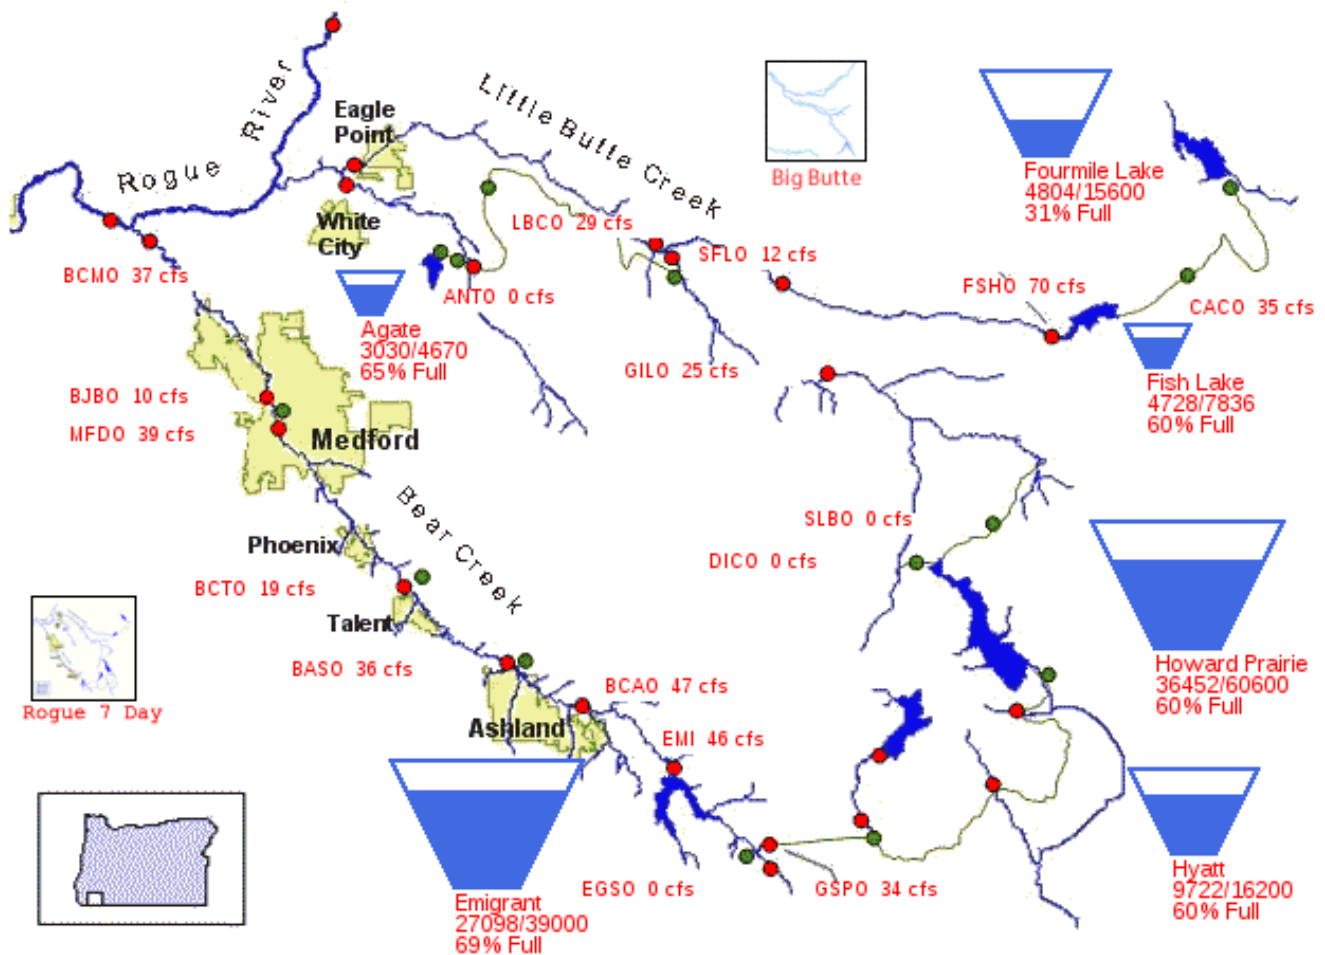 Eagle
Point
Rogue River
Little Butte Creek
Big Butte
Fourmile Lake
4804/15600
31% Full
White
City
LBCO 29 cfs
SFLO 12 cfs
BCMO 37 cfs
ANTO 0 cfs
FSHO 70 cfs
CACO 35 cfs
Agate
3030/4670
65% Full
GILO 25 cfs
Fish Lake
4728/7836
60% Full
BJBO 10 cfs
MFDO 39 cfs
Medford
Bear Creek
SLBO 0 cfs
DICO 0 cfs
Phoenix
BCTO 19 cfs
Talent
Howard Prairie
36452/60600
60% Full
BASO 36 cfs
BCAO 47 cfs
Rogue 7 Day
Ashland
EMI 46 cfs
EGSO 0 cfs
GSPO 34 cfs
Hyatt
9722/16200
60% Full
Emigrant
27098/39000
69% Full